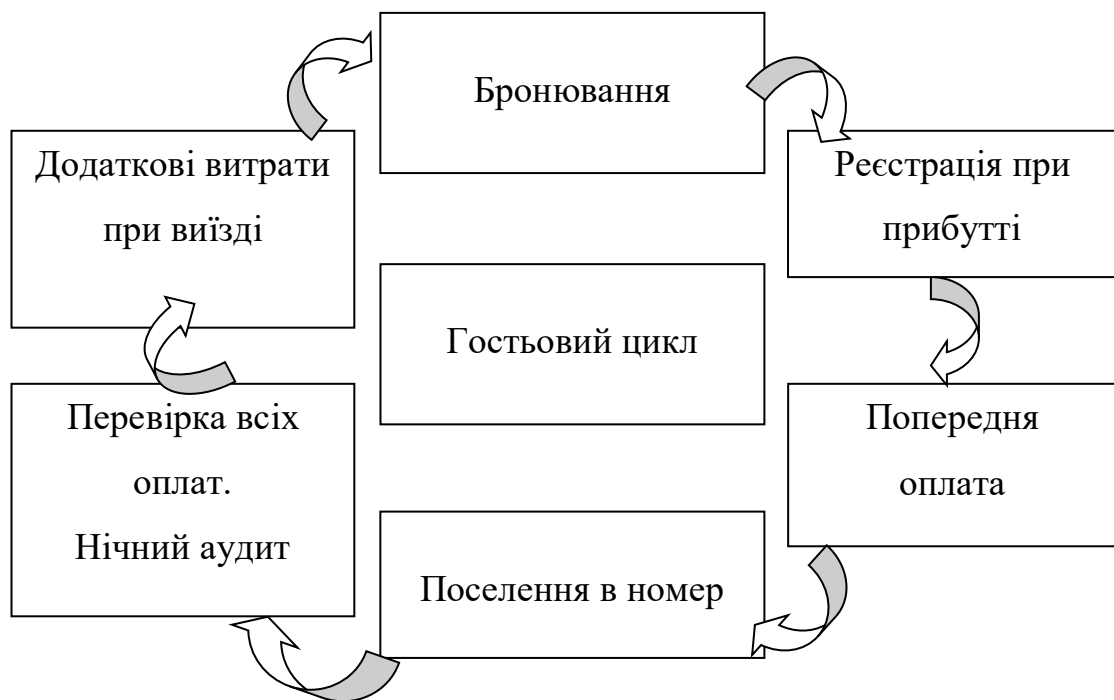 Бронювання
Реєстрація при
прибутті
Попередня
оплата
Поселення в номер
Перевірка всіх
оплат.
Нічний аудит
Додаткові витрати
при виїзді
Гостьовий цикл